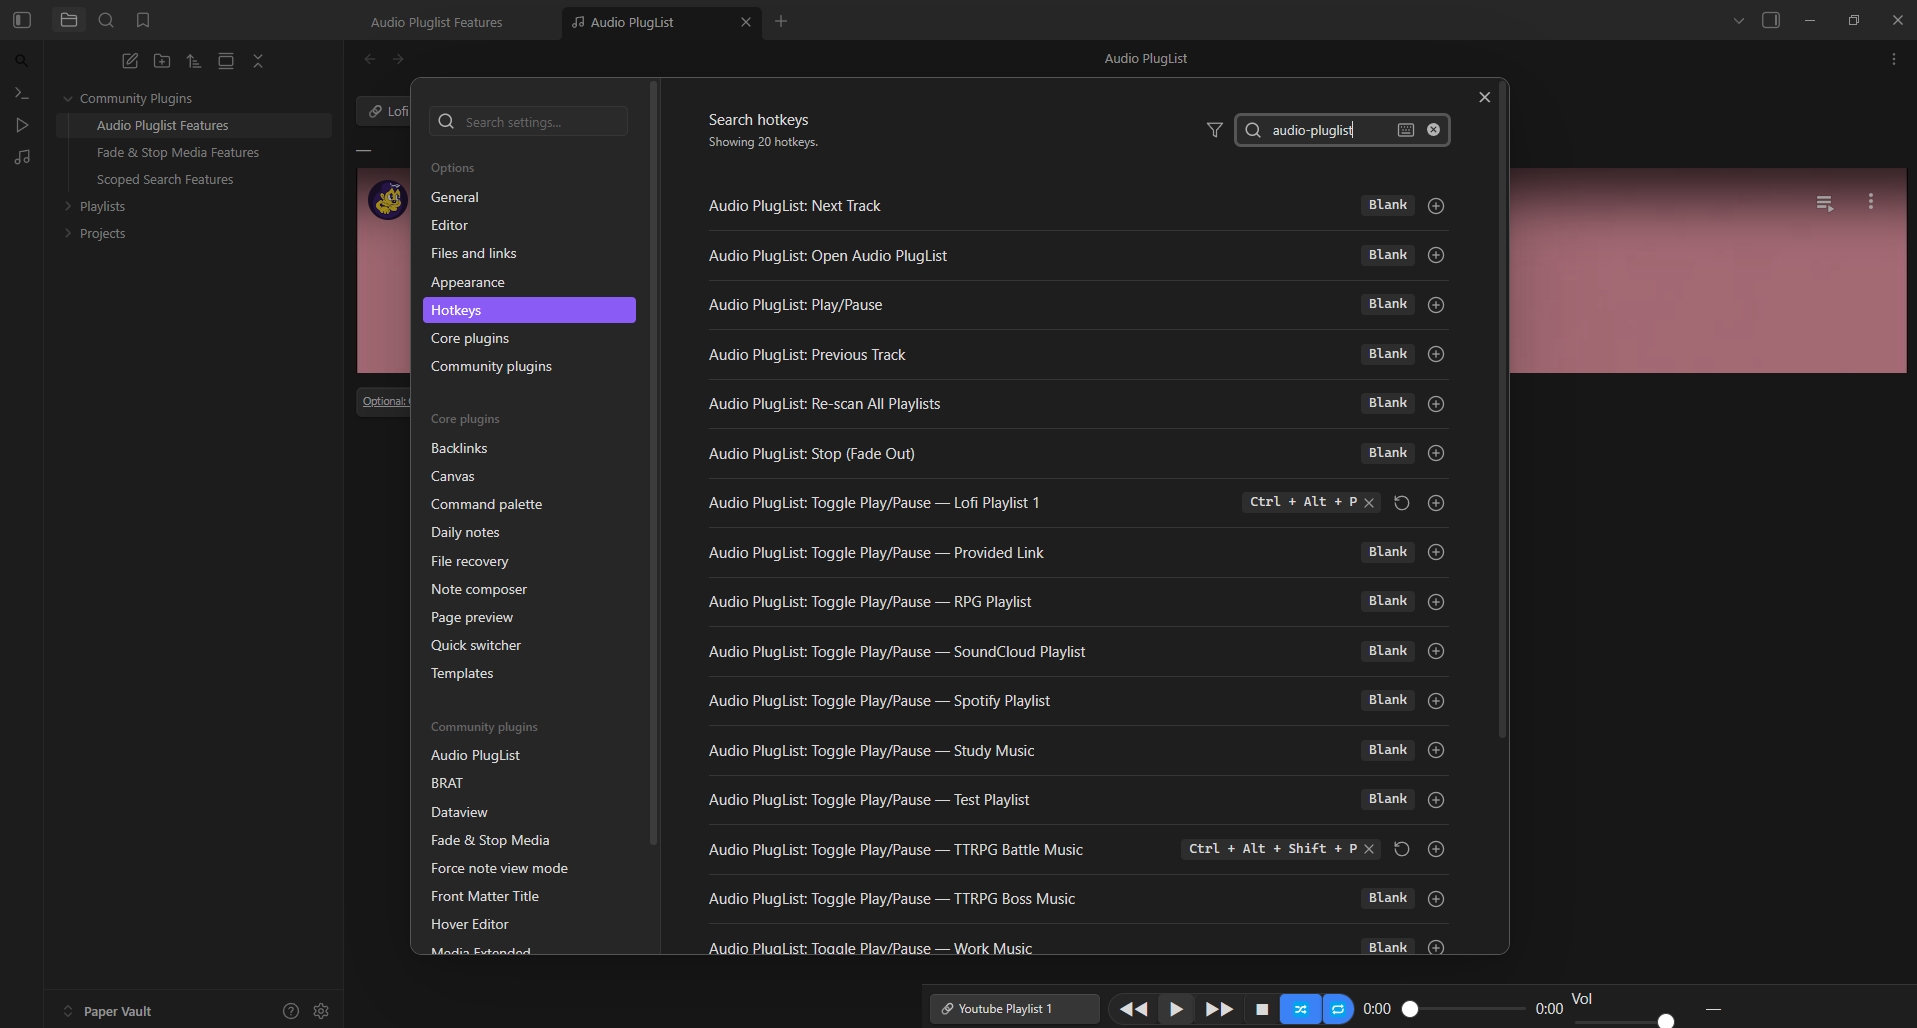 Audio Pluglist Features
Audio PlugList
Audio PlugList
Community Plugins
Audio Pluglist Features
Fade & Stop Media Features
Scoped Search Features
Playlists
Projects
Paper Vault
Lofi
Optional:
Search settings...
Options
General
Editor
Files and links
Appearance
Hotkeys
Core plugins
Community plugins
Core plugins
Backlinks
Canvas
Command palette
Daily notes
File recovery
Note composer
Page preview
Quick switcher
Templates
Community plugins
Audio PlugList
BRAT
Dataview
Fade & Stop Media
Force note view mode
Front Matter Title
Hover Editor
Media Extended
Search hotkeys
Showing 20 hotkeys.
audio-pluglist
Audio PlugList: Next Track Blank
Audio PlugList: Open Audio PlugList Blank
Audio PlugList: Play/Pause Blank
Audio PlugList: Previous Track Blank
Audio PlugList: Re-scan All Playlists Blank
Audio PlugList: Stop (Fade Out) Blank
Audio PlugList: Toggle Play/Pause — Lofi Playlist 1 Ctrl + Alt + P
Audio PlugList: Toggle Play/Pause — Provided Link Blank
Audio PlugList: Toggle Play/Pause — RPG Playlist Blank
Audio PlugList: Toggle Play/Pause — SoundCloud Playlist Blank
Audio PlugList: Toggle Play/Pause — Spotify Playlist Blank
Audio PlugList: Toggle Play/Pause — Study Music Blank
Audio PlugList: Toggle Play/Pause — Test Playlist Blank
Audio PlugList: Toggle Play/Pause — TTRPG Battle Music Ctrl + Alt + Shift + P
Audio PlugList: Toggle Play/Pause — TTRPG Boss Music Blank
Audio PlugList: Toggle Play/Pause — Work Music Blank
Youtube Playlist 1
0:00
0:00
Vol
—